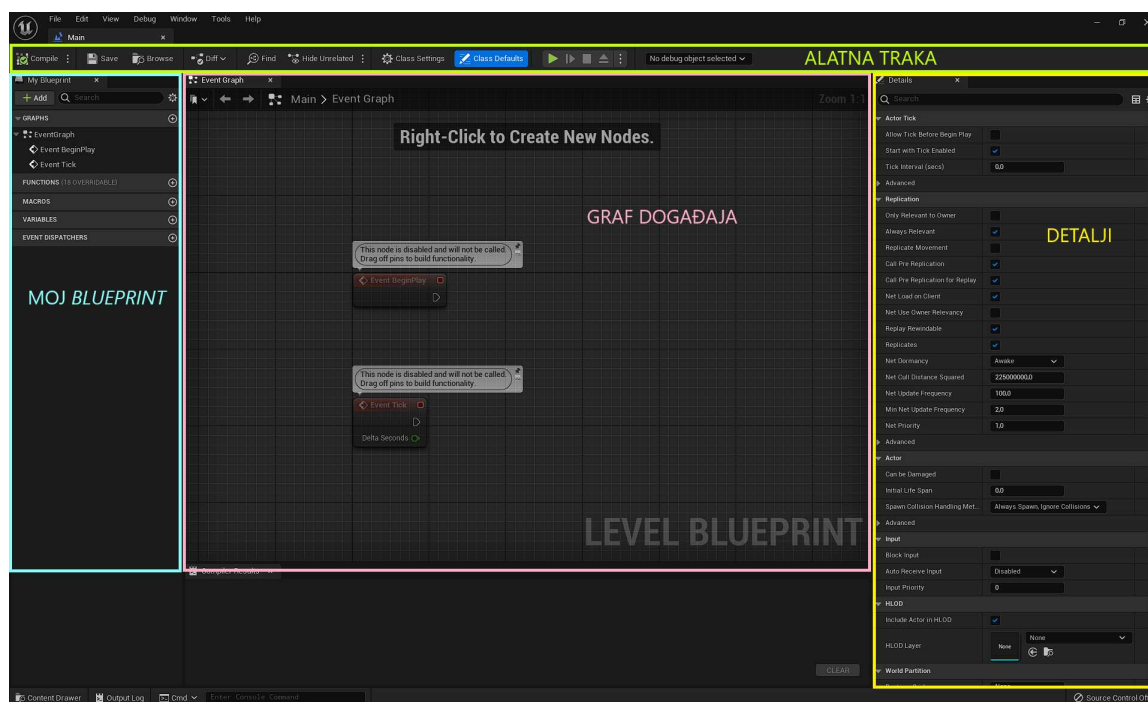 File Edit View Debug Window Tools Help
Main
Compile Save Browse Diff Find Hide Unrelated Class Settings Class Defaults No debug object selected
ALATNA TRAKA
My Blueprint
+ Add Search
GRAPHS
EventGraph
Event BeginPlay
Event Tick
FUNCTIONS (18 OVERRIDABLE)
MACROS
VARIABLES
EVENT DISPATCHERS
MOJ BLUEPRINT
Event Graph
Main > Event Graph Zoom 1:1
Right-Click to Create New Nodes.
GRAF DOGAĐAJA
This node is disabled and will not be called.
Drag off pins to build functionality.
Event BeginPlay
This node is disabled and will not be called.
Drag off pins to build functionality.
Event Tick
Delta Seconds
LEVEL BLUEPRINT
Compiler Results
CLEAR
Details
Search
DETALJI
Actor Tick
Allow Tick Before Begin Play
Start with Tick Enabled
Tick Interval (secs) 0,0
Advanced
Replication
Only Relevant to Owner
Always Relevant
Replicate Movement
Call Pre Replication
Call Pre Replication for Replay
Net Load on Client
Net Use Owner Relevancy
Replay Rewindable
Replicates
Net Dormancy Awake
Net Cull Distance Squared 225000000,0
Net Update Frequency 100,0
Min Net Update Frequency 2,0
Net Priority 1,0
Advanced
Actor
Can be Damaged
Initial Life Span 0,0
Spawn Collision Handling Met... Always Spawn, Ignore Collisions
Advanced
Input
Block Input
Auto Receive Input Disabled
Input Priority 0
HLOD
Include Actor in HLOD
HLOD Layer None None
World Partition
Content Drawer Output Log Cmd Enter Console Command Source Control Off